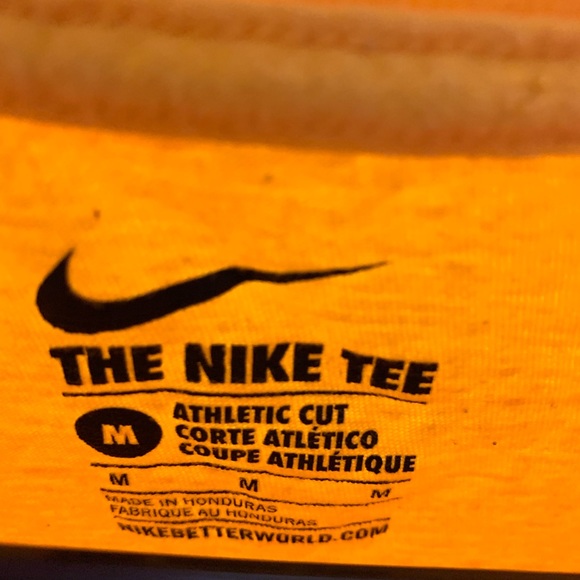 THE NIKE TEE
M
ATHLETIC CUT
CORTE ATLÉTICO
COUPE ATHLÉTIQUE
M M M
MADE IN HONDURAS
FABRIQUE AU HONDURAS
NIKEBETTERWORLD.COM